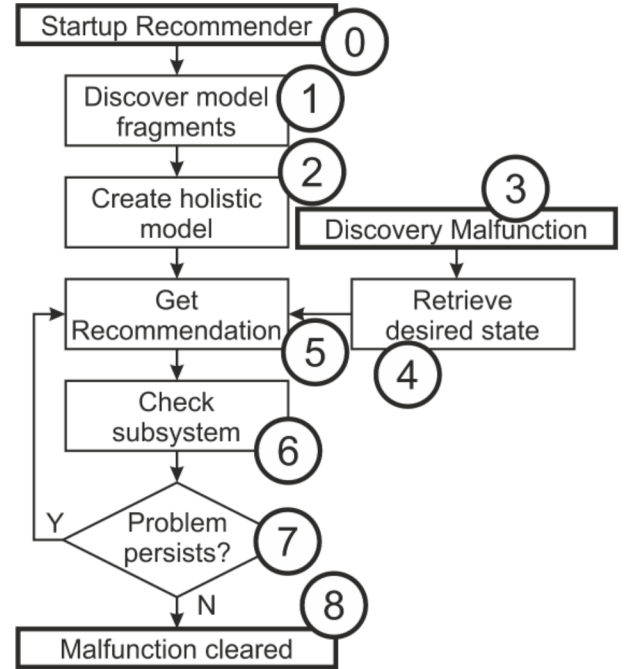 Startup Recommender
0
Discover model
fragments
1
Create holistic
model
2
3
Discovery Malfunction
Get
Recommendation
5
Retrieve
desired state
4
Check
subsystem
6
Y
Problem
persists?
7
N
8
Malfunction cleared